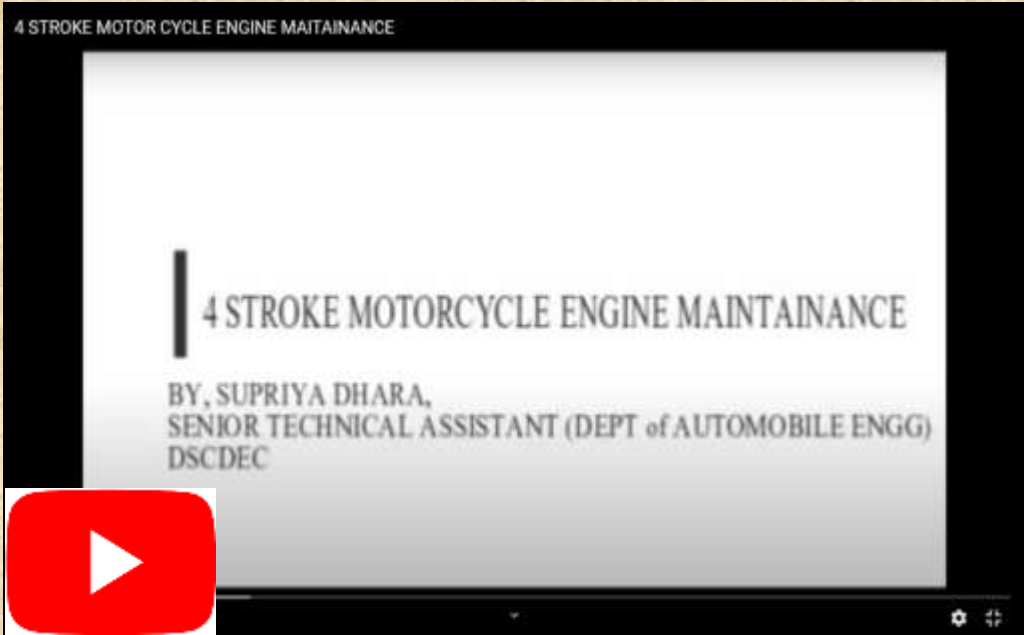 4 STROKE MOTOR CYCLE ENGINE MAITAINANCE
4 STROKE MOTORCYCLE ENGINE MAINTAINANCE
BY, SUPRIYA DHARA,
SENIOR TECHNICAL ASSISTANT (DEPT of AUTOMOBILE ENGG)
DSCDEC